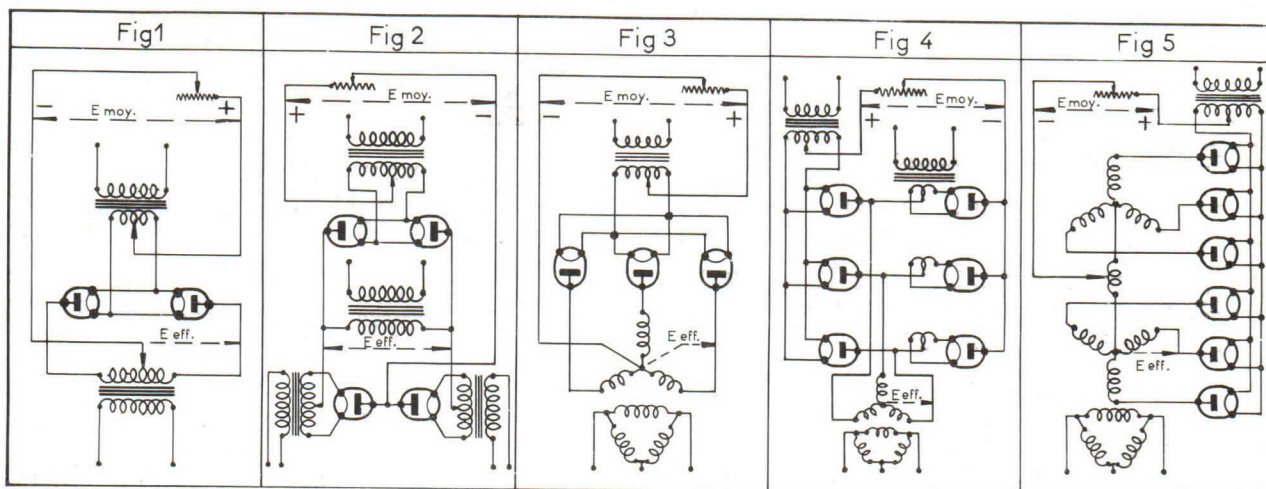 Fig1
Fig 2
Fig 3
Fig 4
Fig 5
E moy.
- +
E eff.
E moy.
+ -
E eff.
E moy.
- +
E eff.
E moy.
+ -
E eff.
E moy.
- +
E eff.